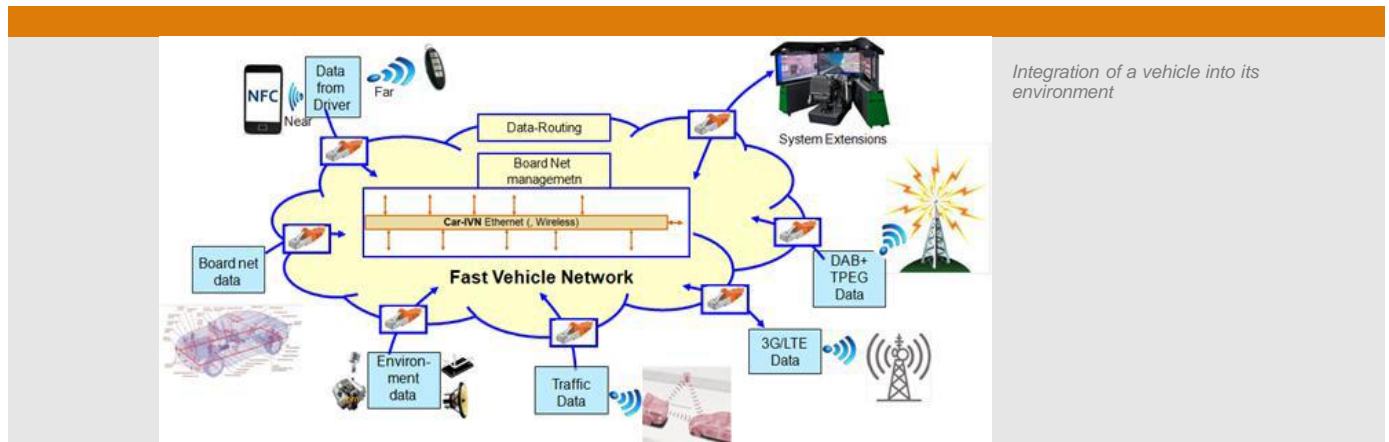 Integration of a vehicle into its
environment
NFC
Near
Data
from
Driver
Far
Data-Routing
Board Net
managemetn
System Extensions
Car-IVN Ethernet (, Wireless)
Fast Vehicle Network
Board net
data
DAB+
TPEG
Data
3G/LTE
Data
Environ-
ment
data
Traffic
Data